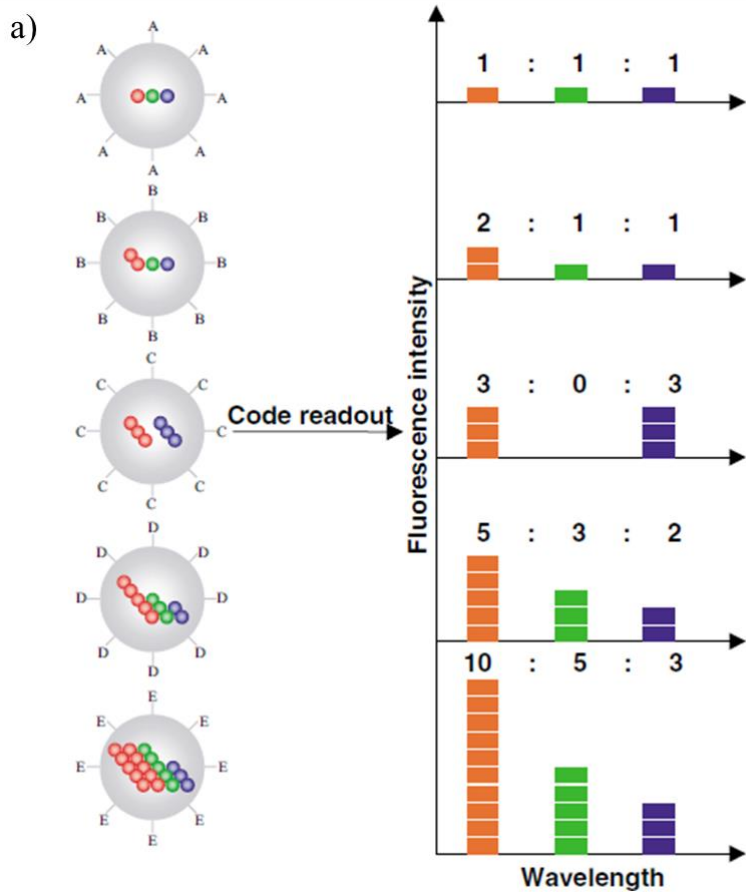 a)
A
A A
A A
A A
A
B
B B
B B
B B
B
C
C C
C C
C C
C
D
D D
D D
D D
D
E
E E
E E
E E
E
Code readout
Fluorescence intensity
1 : 1 : 1
2 : 1 : 1
3 : 0 : 3
5 : 3 : 2
10 : 5 : 3
Wavelength